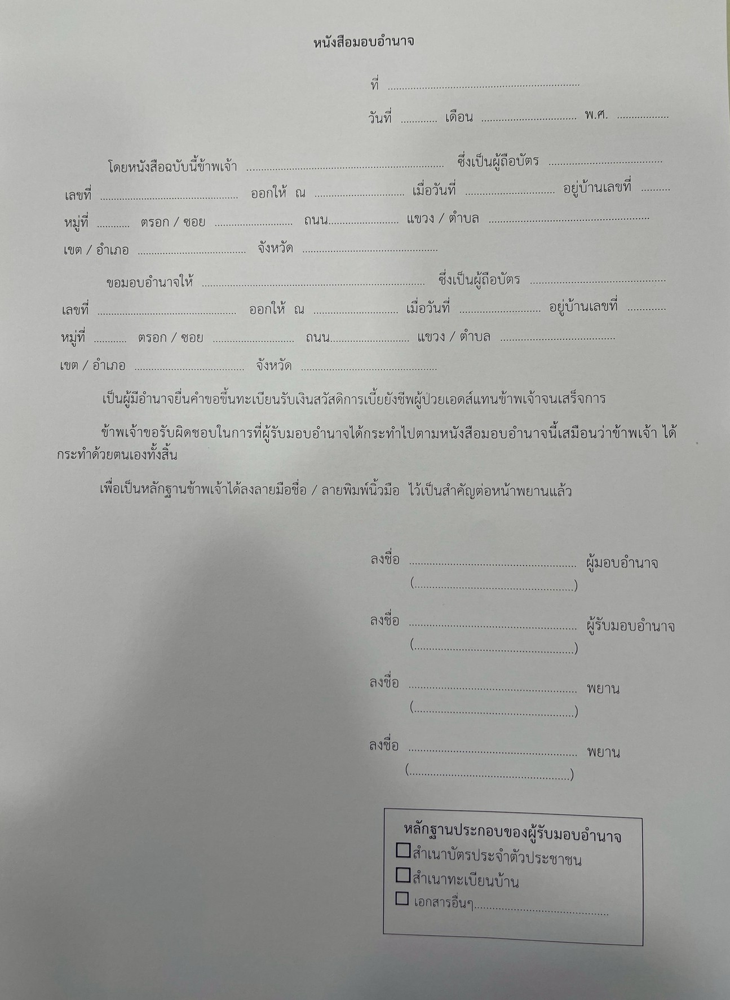 หนังสือมอบอำนาจ
ที่ ....................................................................
วันที่ ............. เดือน .................................. พ.ศ. ...................
โดยหนังสือฉบับนี้ข้าพเจ้า ...................................................................... ซึ่งเป็นผู้ถือบัตร ........................................
เลขที่ ................................................. ออกให้ ณ ................................ เมื่อวันที่ ................................ อยู่บ้านเลขที่ ..........
หมู่ที่ ............ ตรอก / ซอย ............................ ถนน......................... แขวง / ตำบล .........................................................
เขต / อำเภอ ...................................... จังหวัด ................................................
ขอมอบอำนาจให้ ............................................................................... ซึ่งเป็นผู้ถือบัตร ................................................
เลขที่ ................................................. ออกให้ ณ .............................. เมื่อวันที่ ............................. อยู่บ้านเลขที่ ..............
หมู่ที่ ............ ตรอก / ซอย ............................. ถนน............................ แขวง / ตำบล .........................................
เขต / อำเภอ ....................................... จังหวัด ................................................
เป็นผู้มีอำนาจยื่นคำขอขึ้นทะเบียนรับเงินสวัสดิการเบี้ยยังชีพผู้ป่วยเอดส์แทนข้าพเจ้าจนเสร็จการ
ข้าพเจ้าขอรับผิดชอบในการที่ผู้รับมอบอำนาจได้กระทำไปตามหนังสือมอบอำนาจนี้เสมือนว่าข้าพเจ้า ได้
กระทำด้วยตนเองทั้งสิ้น
เพื่อเป็นหลักฐานข้าพเจ้าได้ลงลายมือชื่อ / ลายพิมพ์นิ้วมือ ไว้เป็นสำคัญต่อหน้าพยานแล้ว
ลงชื่อ ........................................................... ผู้มอบอำนาจ
(.........................................................)
ลงชื่อ ........................................................... ผู้รับมอบอำนาจ
(.........................................................)
ลงชื่อ ........................................................... พยาน
(.........................................................)
ลงชื่อ ........................................................... พยาน
(.........................................................)
หลักฐานประกอบของผู้รับมอบอำนาจ
☐สำเนาบัตรประจำตัวประชาชน
☐สำเนาทะเบียนบ้าน
☐ เอกสารอื่นๆ................................................